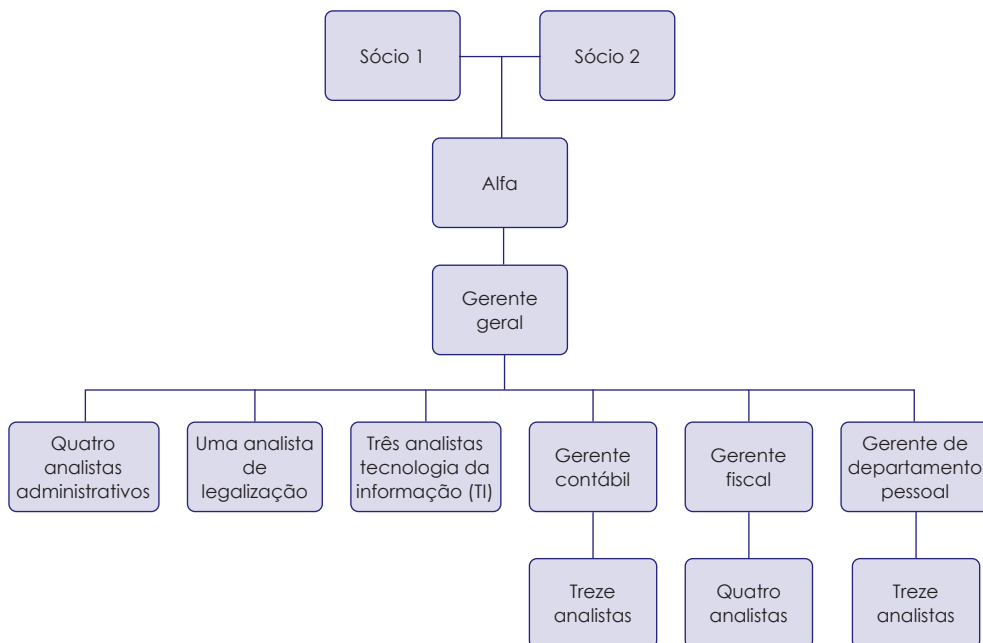 Sócio 1
Sócio 2
Alfa
Gerente
geral
Quatro
analistas
administrativos
Uma analista
de
legalização
Três analistas
tecnologia da
informação (TI)
Gerente
contábil
Gerente
fiscal
Gerente de
departamento
pessoal
Treze
analistas
Quatro
analistas
Treze
analistas